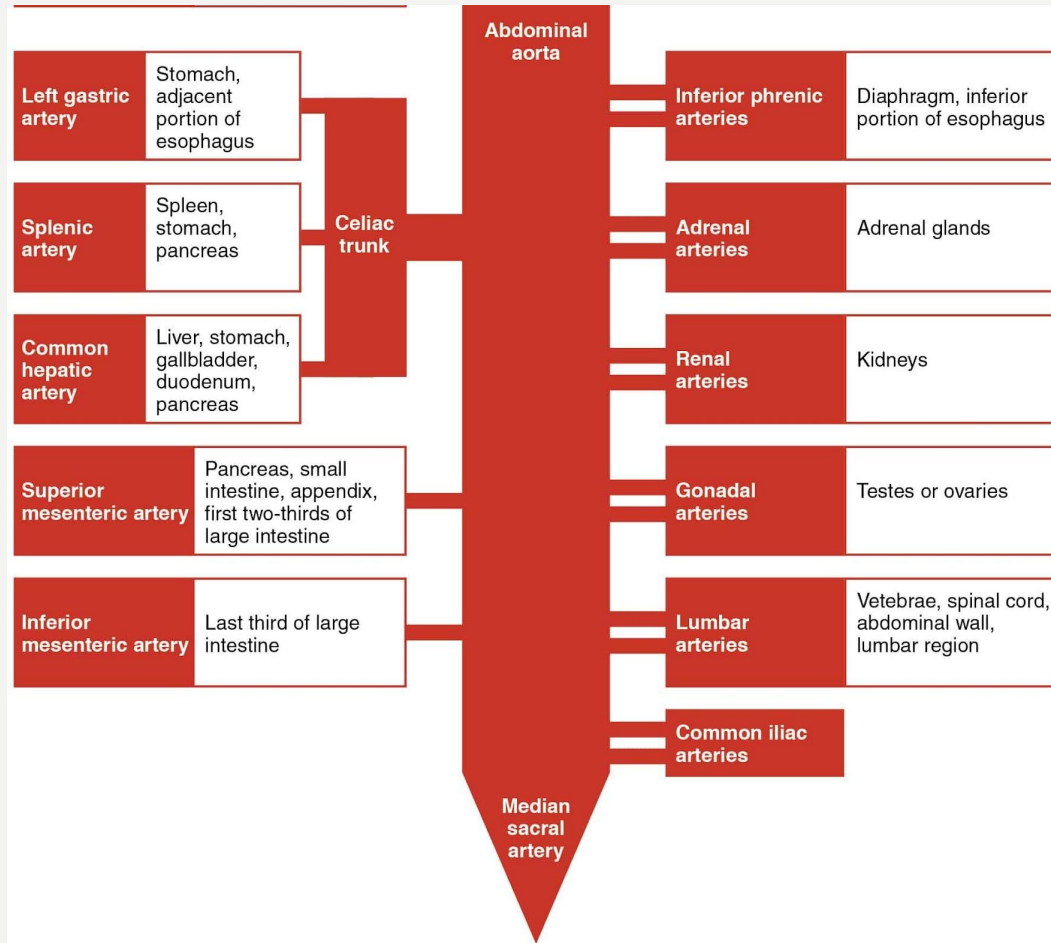 Abdominal
aorta
Left gastric
artery
Stomach,
adjacent
portion of
esophagus
Splenic
artery
Spleen,
stomach,
pancreas
Common
hepatic
artery
Liver, stomach,
gallbladder,
duodenum,
pancreas
Celiac
trunk
Superior
mesenteric artery
Pancreas, small
intestine, appendix,
first two-thirds of
large intestine
Inferior
mesenteric artery
Last third of large
intestine
Inferior phrenic
arteries
Diaphragm, inferior
portion of esophagus
Adrenal
arteries
Adrenal glands
Renal
arteries
Kidneys
Gonadal
arteries
Testes or ovaries
Lumbar
arteries
Vetebrae, spinal cord,
abdominal wall,
lumbar region
Common iliac
arteries
Median
sacral
artery